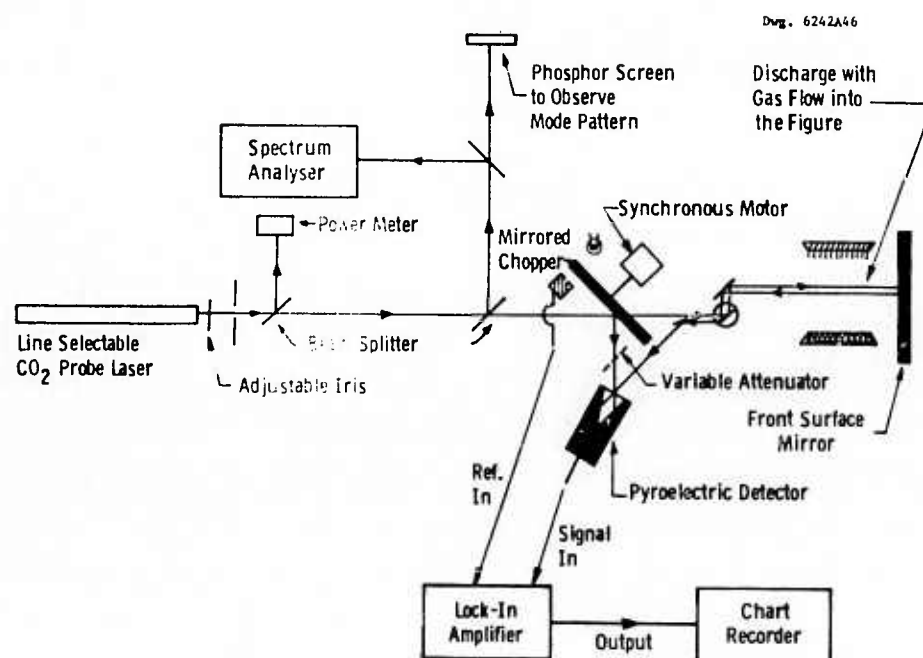 Dwg. 6242A46
Phosphor Screen
to Observe
Mode Pattern
Discharge with
Gas Flow into
the Figure
Spectrum
Analyser
Power Meter
Synchronous Motor
Mirrored
Chopper
Line Selectable
CO2 Probe Laser
Beam Splitter
Adjustable Iris
Variable Attenuator
Front Surface
Mirror
Ref.
In
Pyroelectric Detector
Signal
In
Lock-In
Amplifier
Output
Chart
Recorder